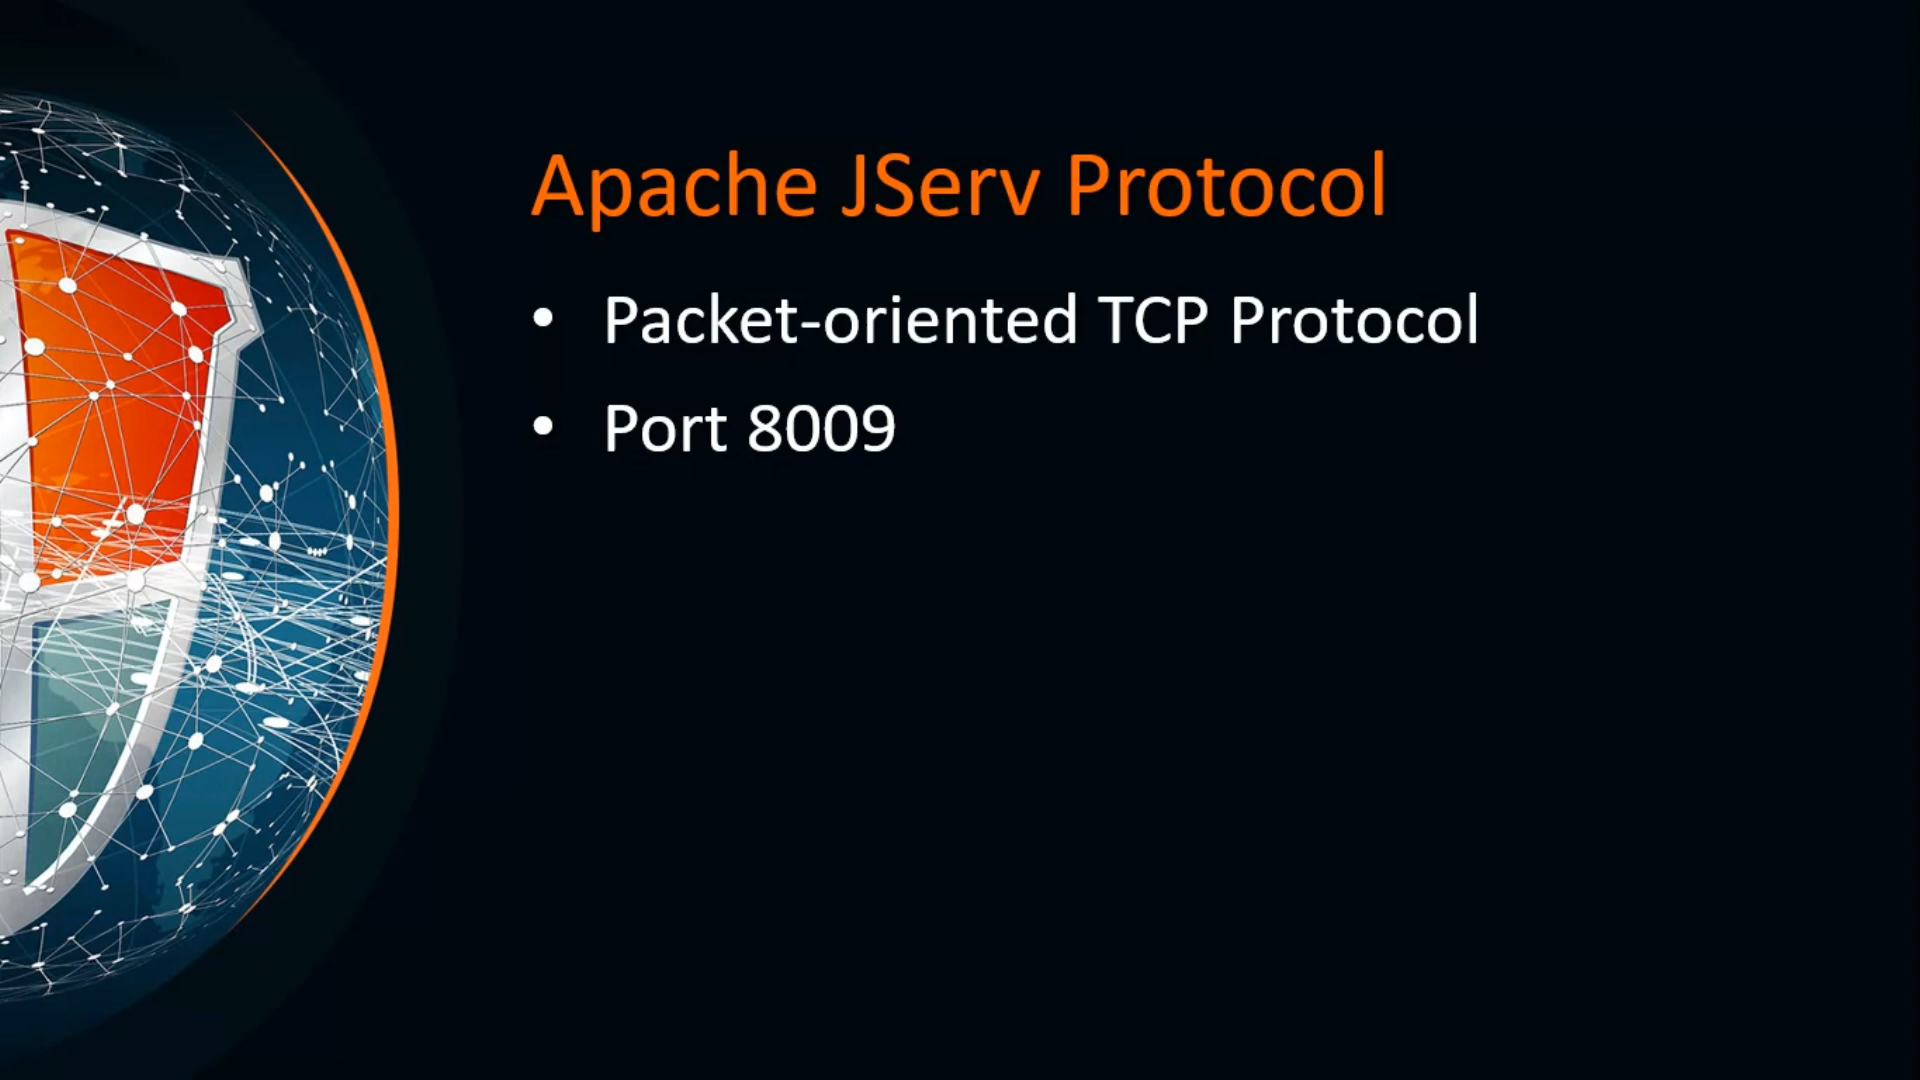 Apache JServ Protocol
• Packet-oriented TCP Protocol
• Port 8009